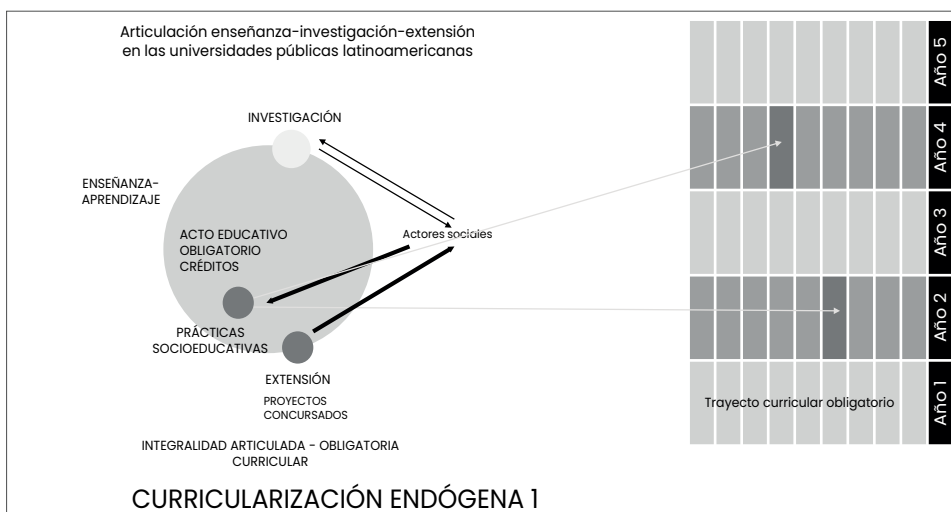 Articulación enseñanza-investigación-extensión
en las universidades públicas latinoamericanas
INVESTIGACIÓN
ENSEÑANZA-
APRENDIZAJE
ACTO EDUCATIVO
OBLIGATORIO
CRÉDITOS
Actores sociales
PRÁCTICAS
SOCIOEDUCATIVAS
EXTENSIÓN
PROYECTOS
CONCURSADOS
INTEGRALIDAD ARTICULADA - OBLIGATORIA
CURRICULAR
CURRICULARIZACIÓN ENDÓGENA 1
Año 5
Año 4
Año 3
Año 2
Año 1
Trayecto curricular obligatorio